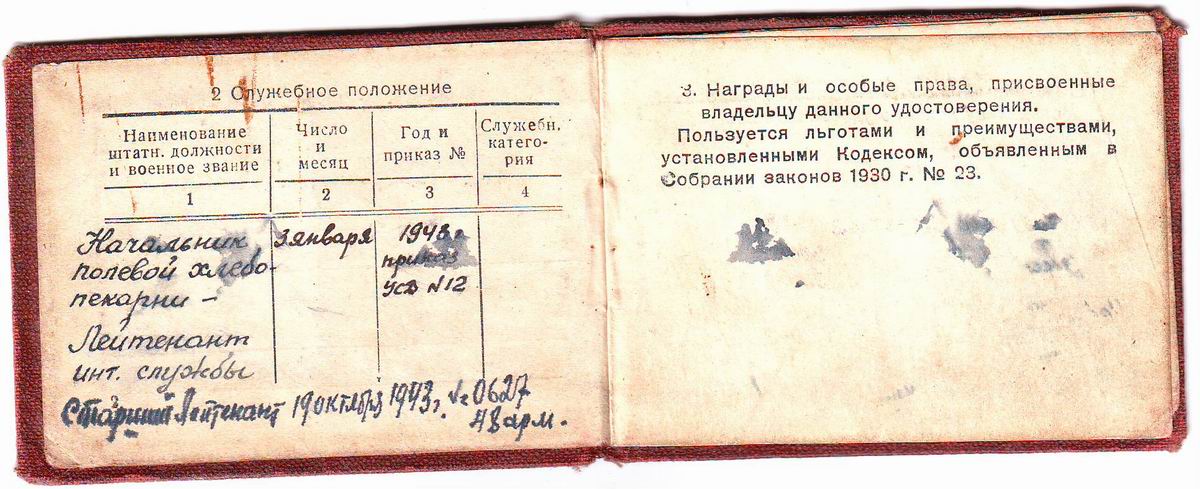 2 Служебное положение
Наименование штатн. должности и военное звание
Число и месяц
Год и приказ №
Служебн. катего-рия
1 2 3 4
Начальник 3 января 1943 г.
полевой хлебо- приказ
пекарни – УСВ №12
Лейтенант
инт. службы
Старший Лейтенант 19 октября 1943 г. № 0627
48 арм.
3. Награды и особые права, присвоенные
владельцу данного удостоверения.
Пользуется льготами и преимуществами,
установленными Кодексом, объявленным в
Собрании законов 1930 г. № 23.